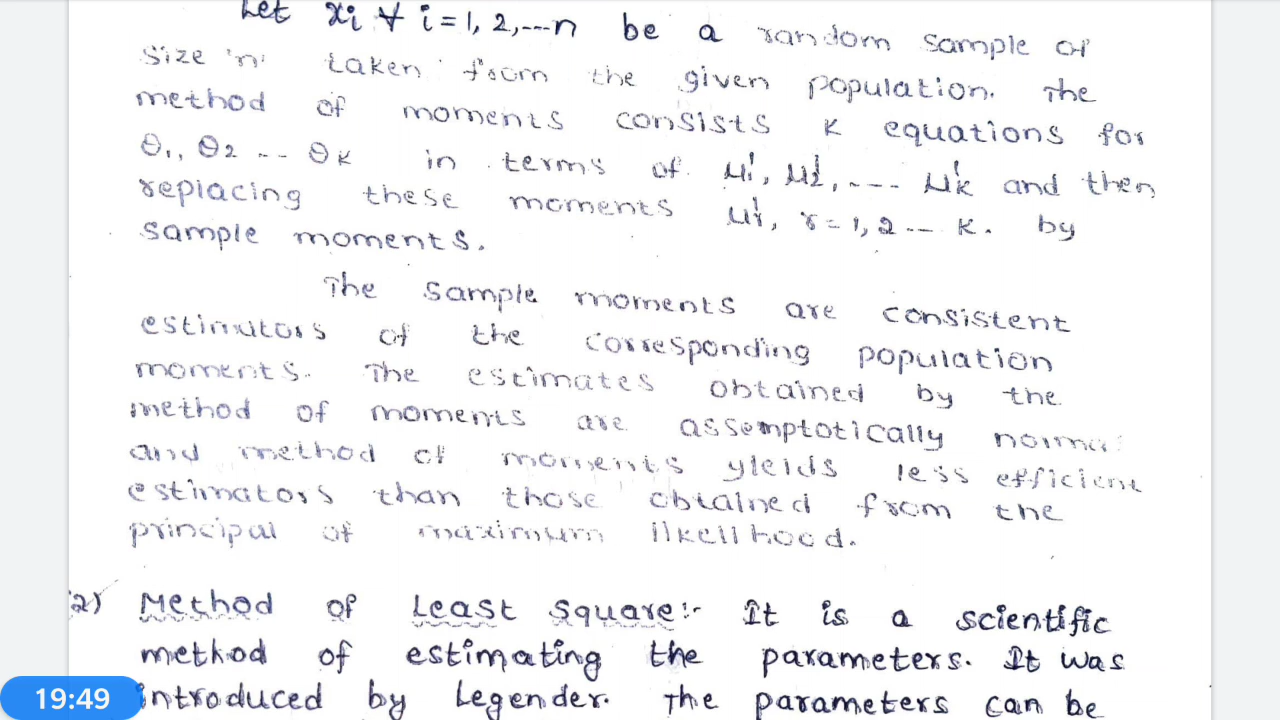 Let xi ∀ i = 1, 2, ---n be a random sample of
size 'n' taken from the given population. The
method of moments consists K equations for
θ1, θ2 -- θK in terms of μ1', μ2', --- μk' and then
replacing these moments μr', r = 1, 2 -- K. by
sample moments.
The sample moments are consistent
estimators of the corresponding population
moments. The estimates obtained by the
method of moments are assemptotically normal
and method of moments yields less efficient
estimators than those obtained from the
principal of maximum likelihood.
2) Method of Least square:- It is a scientific
method of estimating the parameters. It was
introduced by Legender. The parameters can be
19:49